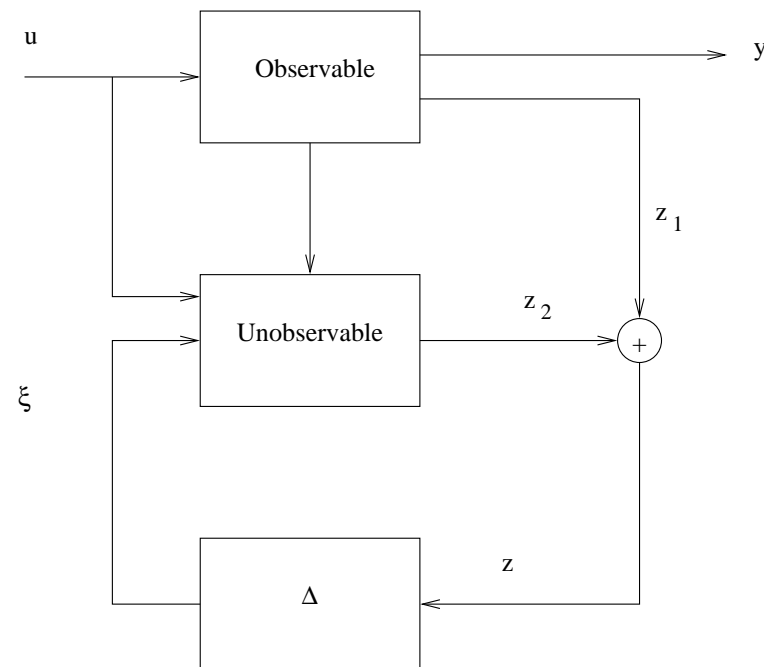 u
Observable
y
z 1
z 2
Unobservable
+
ξ
z
Δ